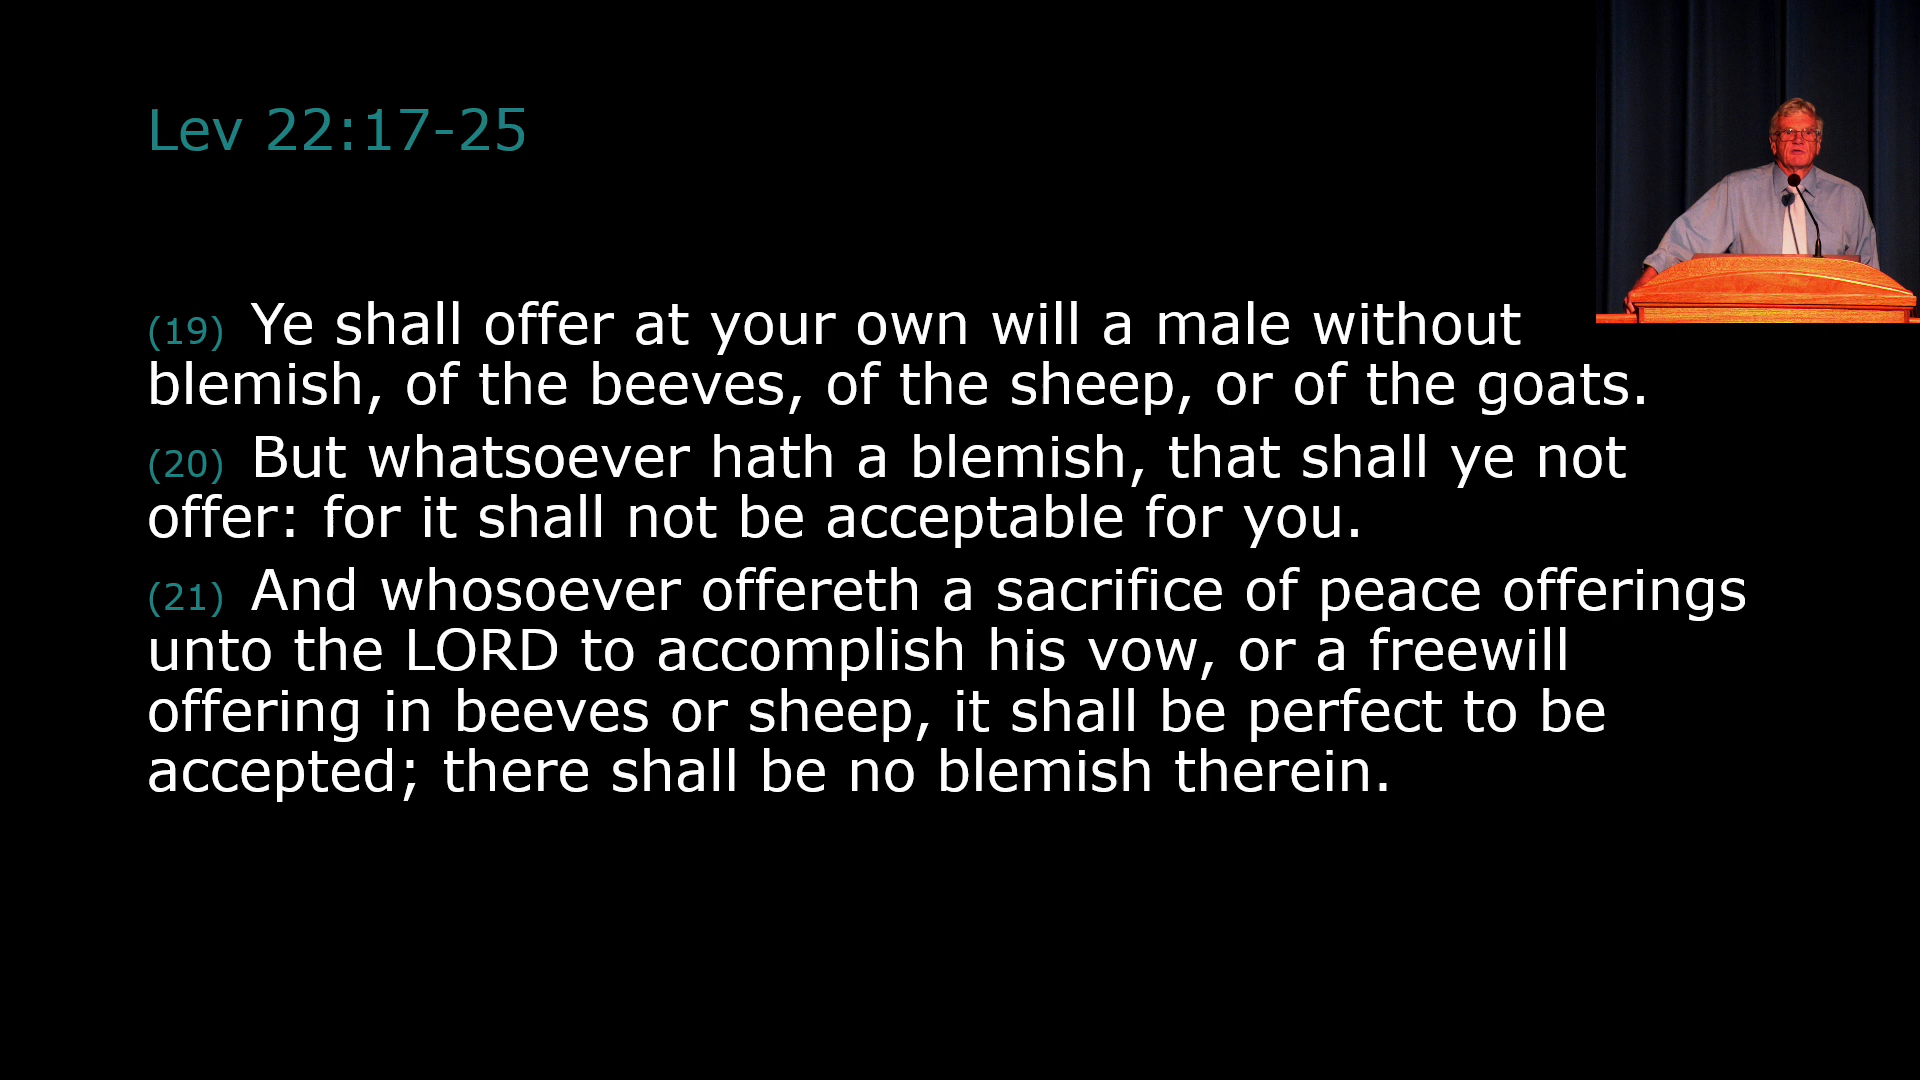 Lev 22:17-25
(19) Ye shall offer at your own will a male without
blemish, of the beeves, of the sheep, or of the goats.
(20) But whatsoever hath a blemish, that shall ye not
offer: for it shall not be acceptable for you.
(21) And whosoever offereth a sacrifice of peace offerings
unto the LORD to accomplish his vow, or a freewill
offering in beeves or sheep, it shall be perfect to be
accepted; there shall be no blemish therein.